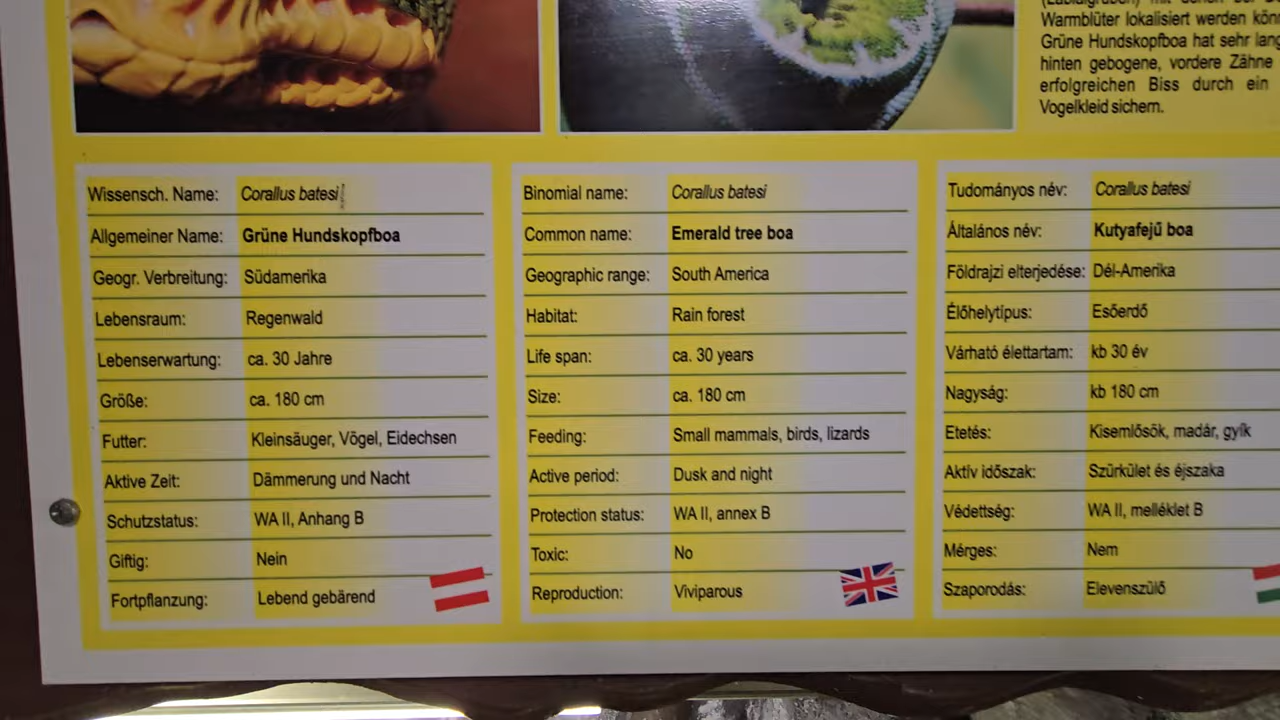 Warmblüter lokalisiert werden
Grüne Hundskopfboa hat sehr
hinten gebogene, vordere Zähne
erfolgreichen Biss durch ein
Vogelkleid sichern.
Wissensch. Name: Corallus batesi
Allgemeiner Name: Grüne Hundskopfboa
Geogr. Verbreitung: Südamerika
Lebensraum: Regenwald
Lebenserwartung: ca. 30 Jahre
Größe: ca. 180 cm
Futter: Kleinsäuger, Vögel, Eidechsen
Aktive Zeit: Dämmerung und Nacht
Schutzstatus: WA II, Anhang B
Giftig: Nein
Fortpflanzung: Lebend gebärend
Binomial name: Corallus batesi
Common name: Emerald tree boa
Geographic range: South America
Habitat: Rain forest
Life span: ca. 30 years
Size: ca. 180 cm
Feeding: Small mammals, birds, lizards
Active period: Dusk and night
Protection status: WA II, annex B
Toxic: No
Reproduction: Viviparous
Tudományos név: Corallus batesi
Általános név: Kutyafejű boa
Földrajzi elterjedése: Dél-Amerika
Élőhelytípus: Esőerdő
Várható élettartam: kb 30 év
Nagyság: kb 180 cm
Etetés: Kisemlősök, madár, gyík
Aktív időszak: Szürkület és éjszaka
Védettség: WA II, melléklet B
Mérges: Nem
Szaporodás: Elevenszülő